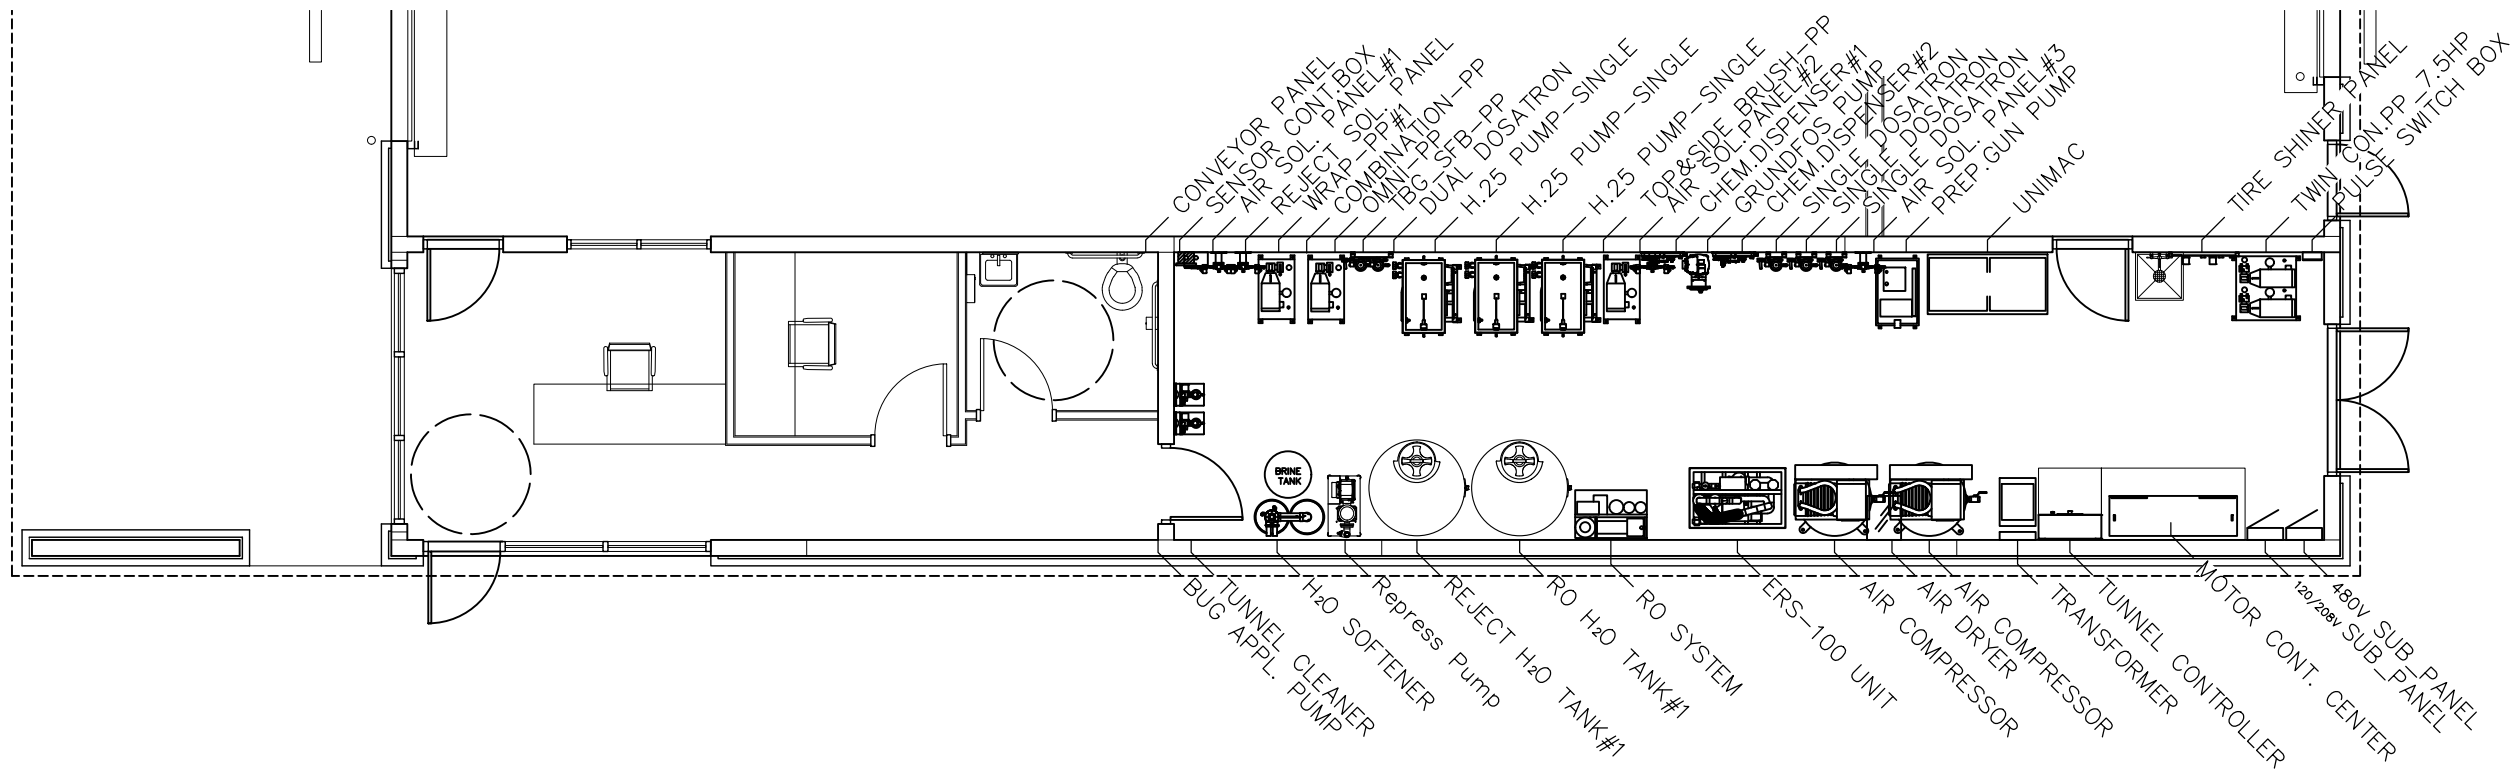 CONVEYOR PANEL
SENSOR CONT.BOX
AIR SOL. PANEL#1
REJECT SOL. PANEL
WRAP-PP#1
COMBINATION-PP
OMNI-PP
TBG-SFB-PP
DUAL DOSATRON
H.25 PUMP-SINGLE
H.25 PUMP-SINGLE
H.25 PUMP-SINGLE
TOP&SIDE BRUSH-PP
AIR SOL.PANEL#2
CHEM.DISPENSER#1
GRUNDFOS PUMP
CHEM.DISPENSER#2
SINGLE DOSATRON
SINGLE DOSATRON
SINGLE DOSATRON
AIR SOL. PANEL#3
PREP.GUN PUMP
UNIMAC
TIRE SHINER PANEL
TWIN CON.PP-7.5HP
PULSE SWITCH BOX
BRINE
TANK
BUG APPL. PUMP
TUNNEL CLEANER
H₂O SOFTENER
Repress Pump
REJECT H₂O TANK#1
RO H₂O TANK#1
RO SYSTEM
ERS-100 UNIT
AIR COMPRESSOR
AIR DRYER
AIR COMPRESSOR
TRANSFORMER
TUNNEL CONTROLLER
MOTOR CONT. CENTER
120/208V SUB_PANEL
480V SUB_PANEL